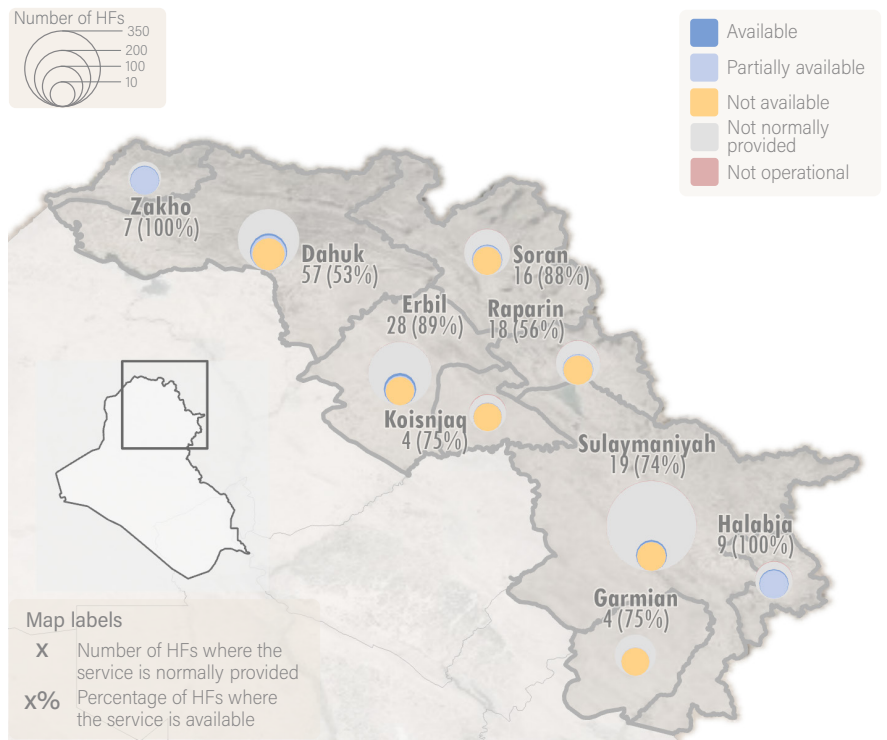 Number of HFs
350
200
100
10
Available
Partially available
Not available
Not normally
provided
Not operational
Zakho
7 (100%)
Dahuk
57 (53%)
Soran
16 (88%)
Erbil
28 (89%)
Raparin
18 (56%)
Koisnjaq
4 (75%)
Sulaymaniyah
19 (74%)
Halabja
9 (100%)
Garmian
4 (75%)
Map labels
x Number of HFs where the
service is normally provided
x% Percentage of HFs where
the service is available